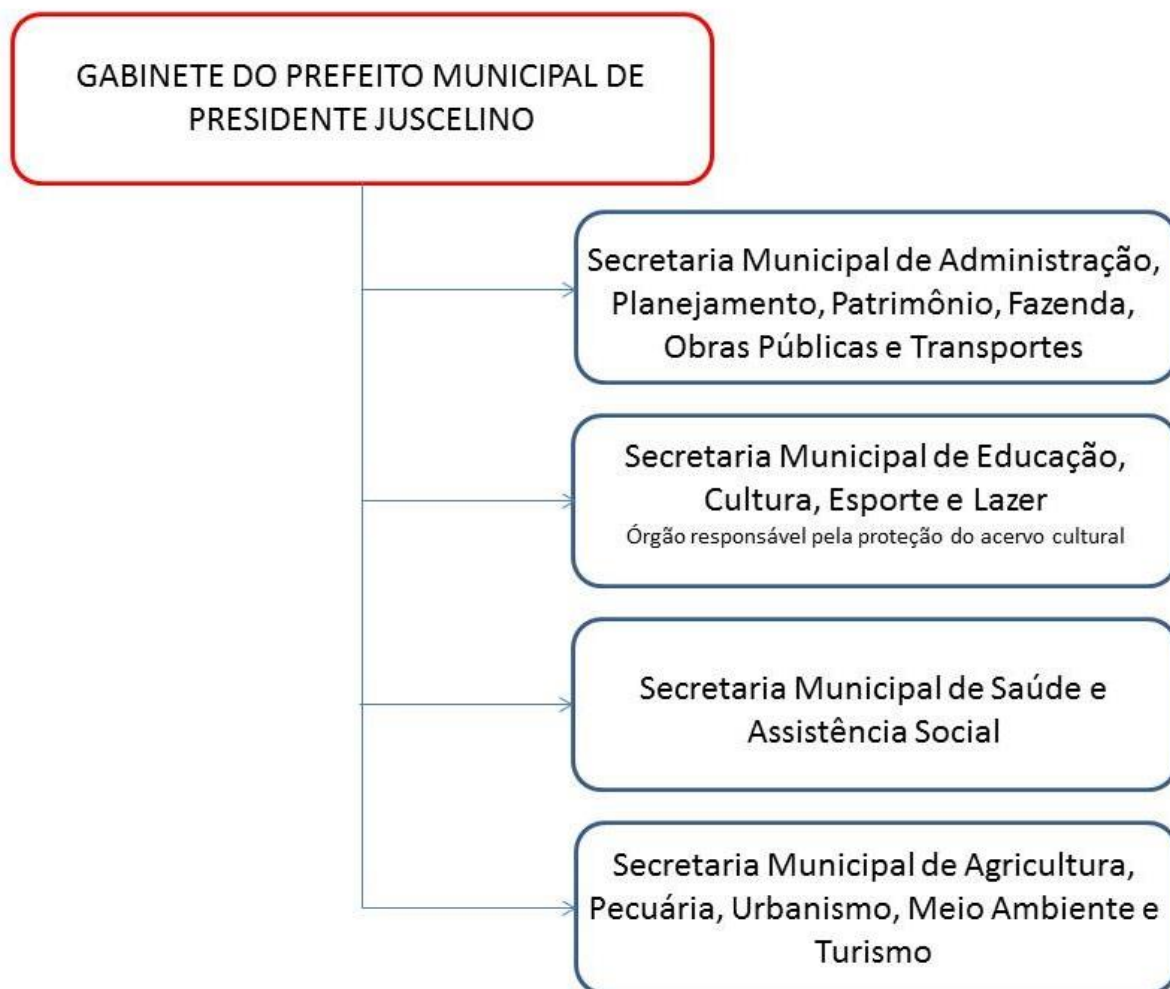 GABINETE DO PREFEITO MUNICIPAL DE
PRESIDENTE JUSCELINO
Secretaria Municipal de Administração,
Planejamento, Patrimônio, Fazenda,
Obras Públicas e Transportes
Secretaria Municipal de Educação,
Cultura, Esporte e Lazer
Órgão responsável pela proteção do acervo cultural
Secretaria Municipal de Saúde e
Assistência Social
Secretaria Municipal de Agricultura,
Pecuária, Urbanismo, Meio Ambiente e
Turismo